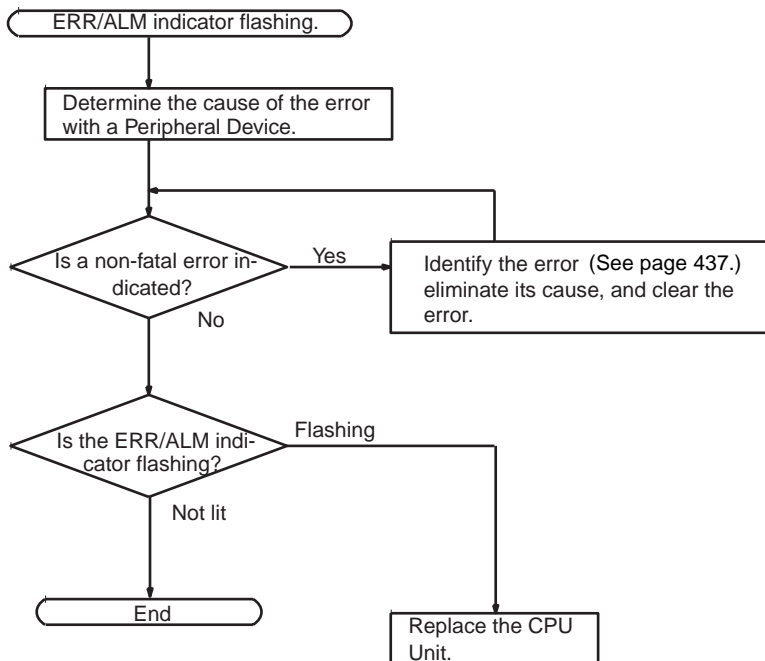 ERR/ALM indicator flashing.
Determine the cause of the error
with a Peripheral Device.
Is a non-fatal error in-
dicated?
Yes
Identify the error (See page 437.)
eliminate its cause, and clear the
error.
No
Is the ERR/ALM indi-
cator flashing?
Flashing
Not lit
End
Replace the CPU
Unit.